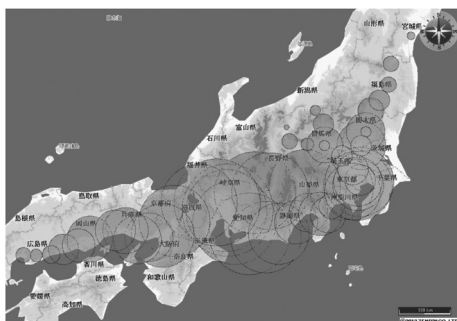 山形県
宮城県
新潟県
福島県
石川県
富山県
栃木県
群馬県
茨城県
福井県
長野県
埼玉県
岐阜県
山梨県
東京都
千葉県
鳥取県
京都府
滋賀県
愛知県
静岡県
神奈川県
島根県
岡山県
兵庫県
広島県
大阪府
三重県
奈良県
香川県
徳島県
和歌山県
愛媛県
高知県
100 km